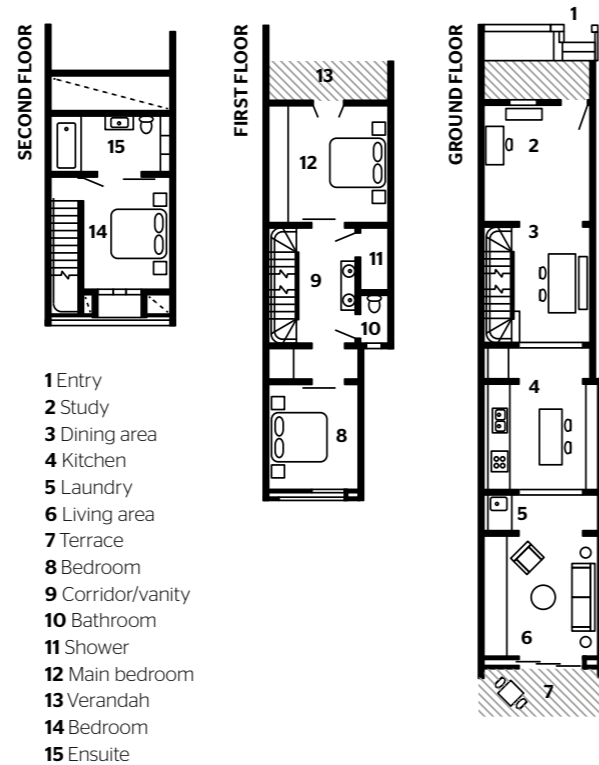 SECOND FLOOR
15
14
FIRST FLOOR
13
12
9
11
10
8
GROUND FLOOR
1
2
3
4
5
6
7
1 Entry
2 Study
3 Dining area
4 Kitchen
5 Laundry
6 Living area
7 Terrace
8 Bedroom
9 Corridor/vanity
10 Bathroom
11 Shower
12 Main bedroom
13 Verandah
14 Bedroom
15 Ensuite